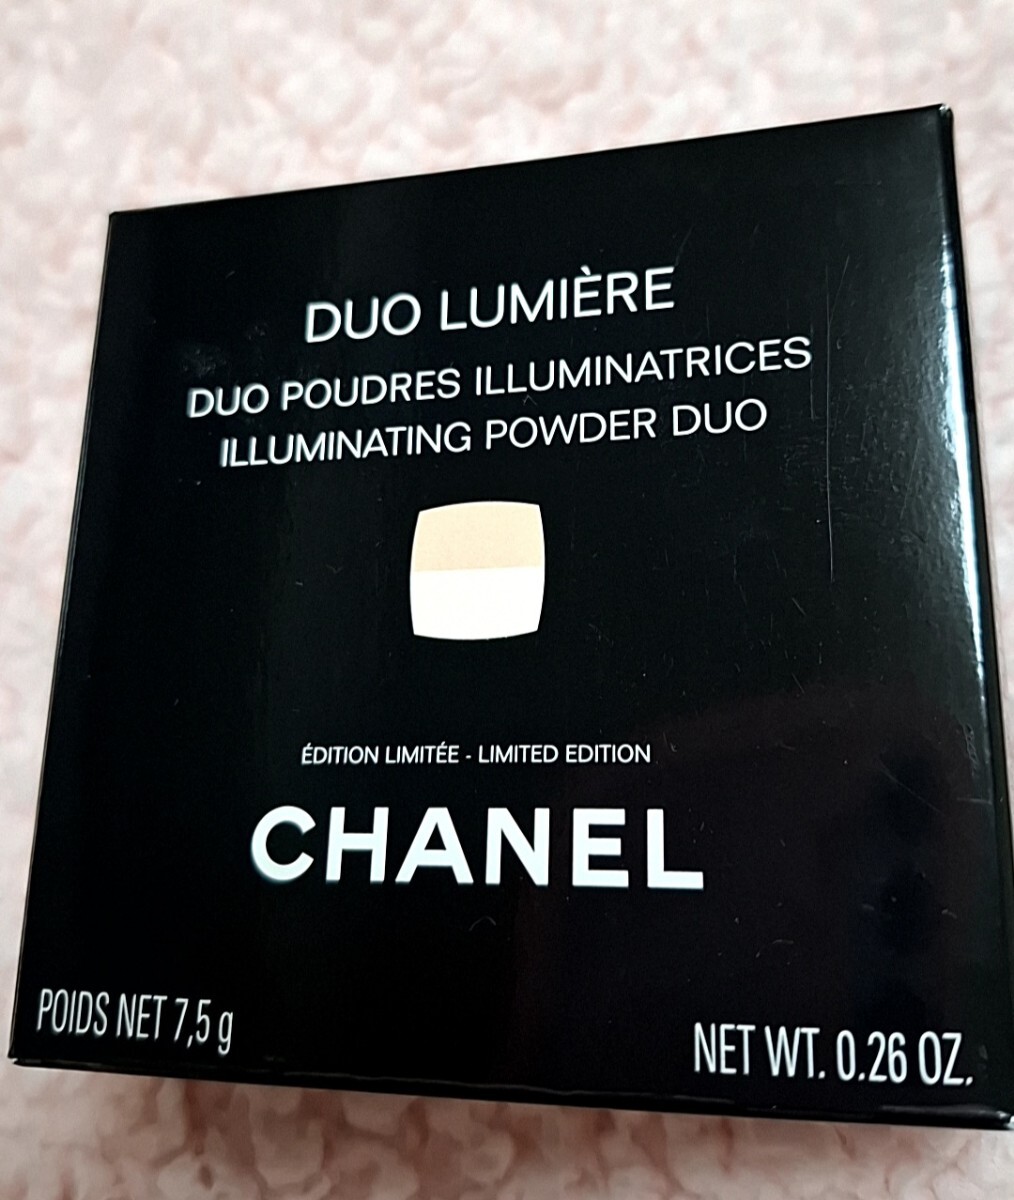 DUO LUMIÈRE
DUO POUDRES ILLUMINATRICES
ILLUMINATING POWDER DUO
ÉDITION LIMITÉE - LIMITED EDITION
CHANEL
POIDS NET 7,5 g
NET WT. 0.26 OZ.